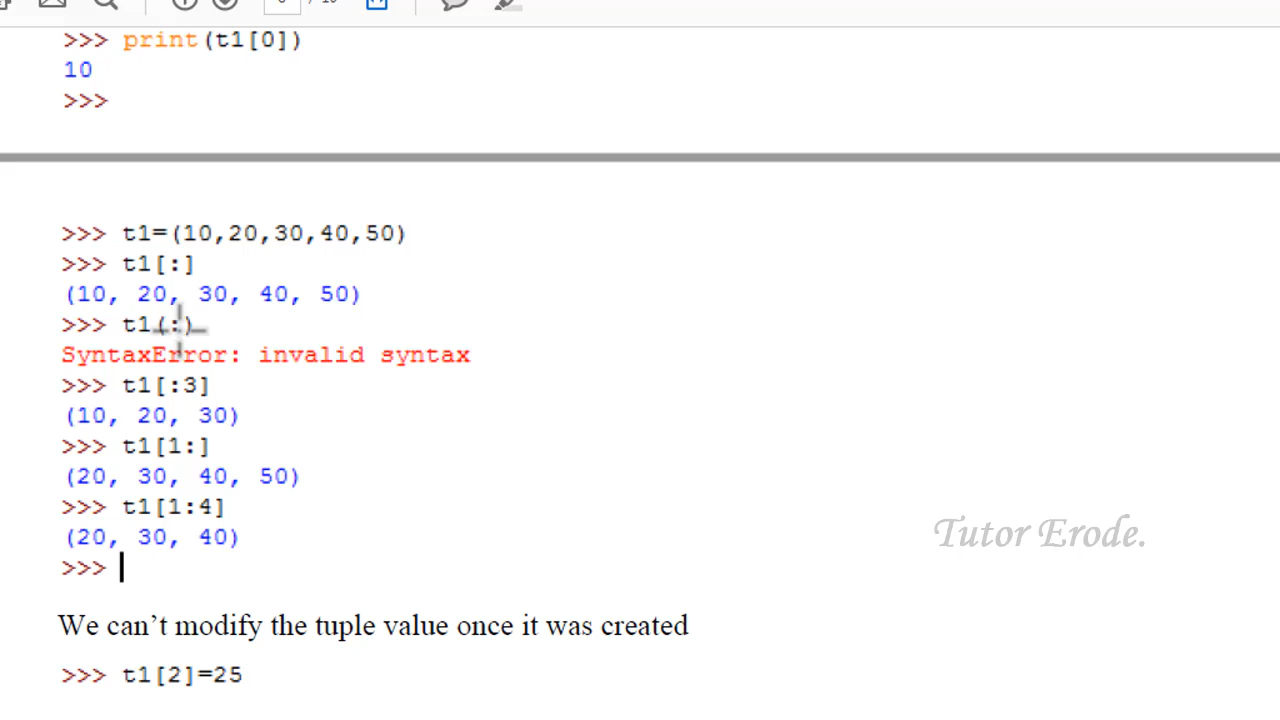 >>> print(t1[0])
10
>>>
>>> t1=(10,20,30,40,50)
>>> t1[:]
(10, 20, 30, 40, 50)
>>> t1(:)
SyntaxError: invalid syntax
>>> t1[:3]
(10, 20, 30)
>>> t1[1:]
(20, 30, 40, 50)
>>> t1[1:4]
(20, 30, 40)
>>>
Tutor Erode.
We can’t modify the tuple value once it was created
>>> t1[2]=25